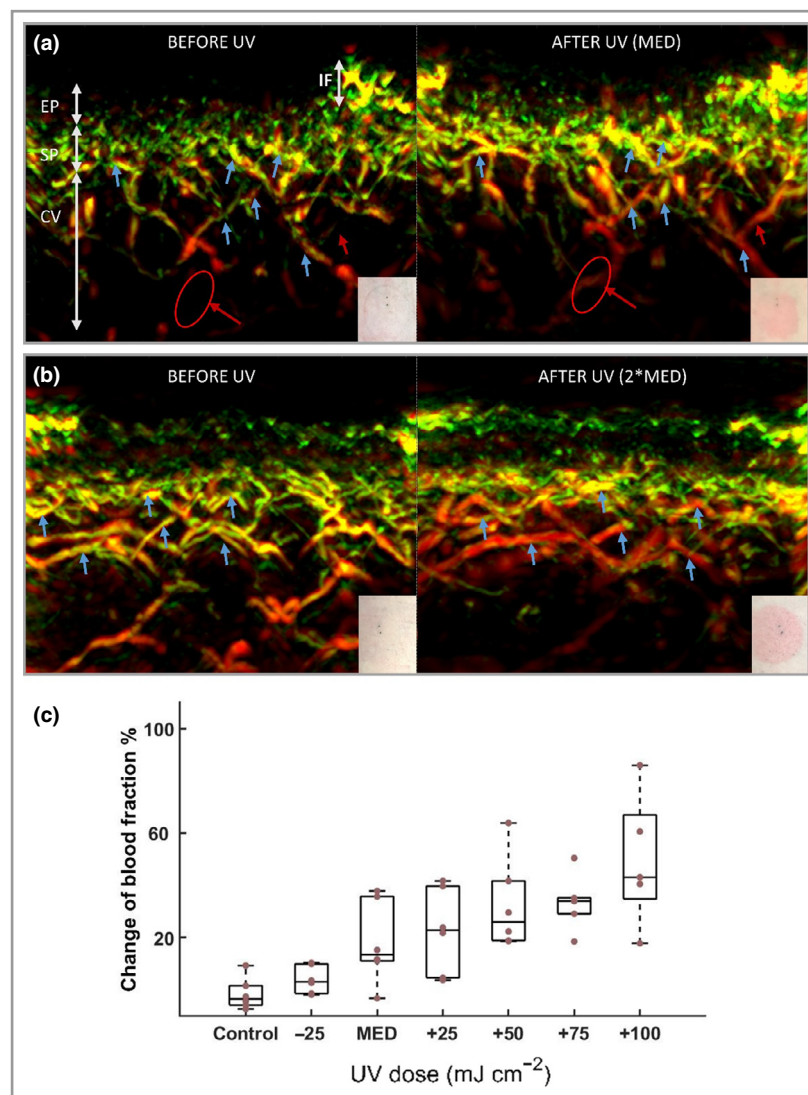 (a)
BEFORE UV
AFTER UV (MED)
IF
EP
SP
CV
(b)
BEFORE UV
AFTER UV (2*MED)
(c)
Change of blood fraction %
100
60
20
Control
−25
MED
+25
+50
+75
+100
UV dose (mJ cm⁻²)